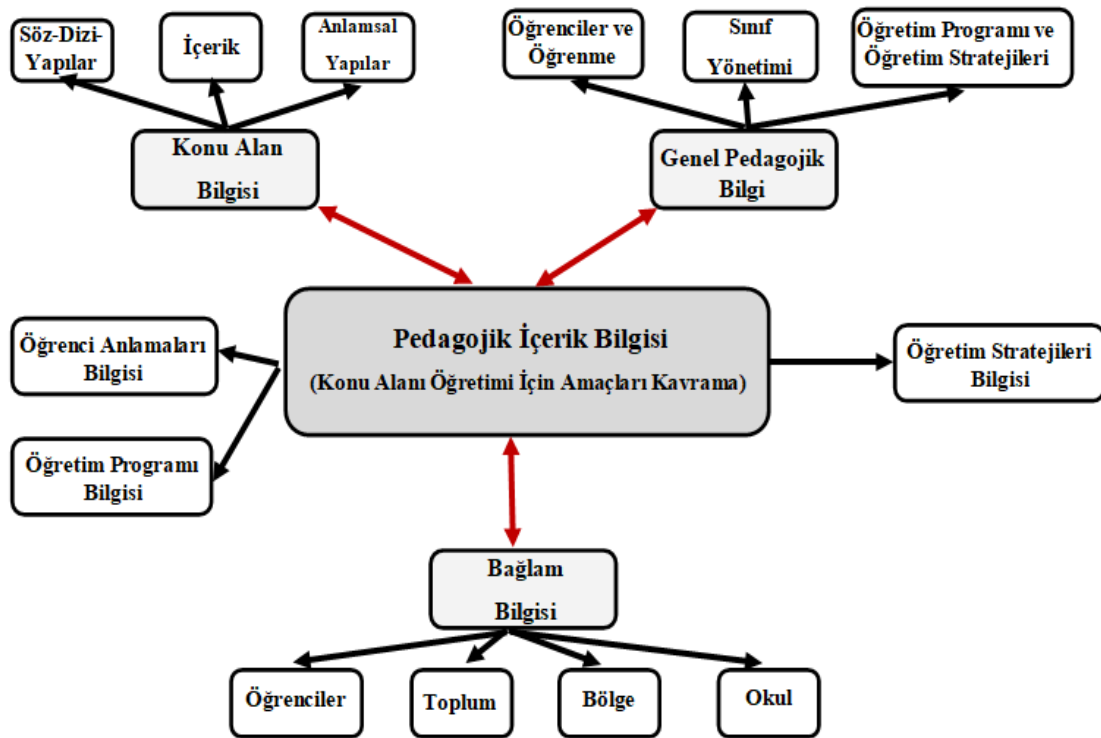 Söz-Dizi-
Yapılar
İçerik
Anlamsal
Yapılar
Öğrenciler ve
Öğrenme
Sınıf
Yönetimi
Öğretim Programı ve
Öğretim Stratejileri
Konu Alan
Bilgisi
Genel Pedagojik
Bilgi
Pedagojik İçerik Bilgisi
(Konu Alanı Öğretimi İçin Amaçları Kavrama)
Öğrenci Anlamaları
Bilgisi
Öğretim Stratejileri
Bilgisi
Öğretim Programı
Bilgisi
Bağlam
Bilgisi
Öğrenciler
Toplum
Bölge
Okul